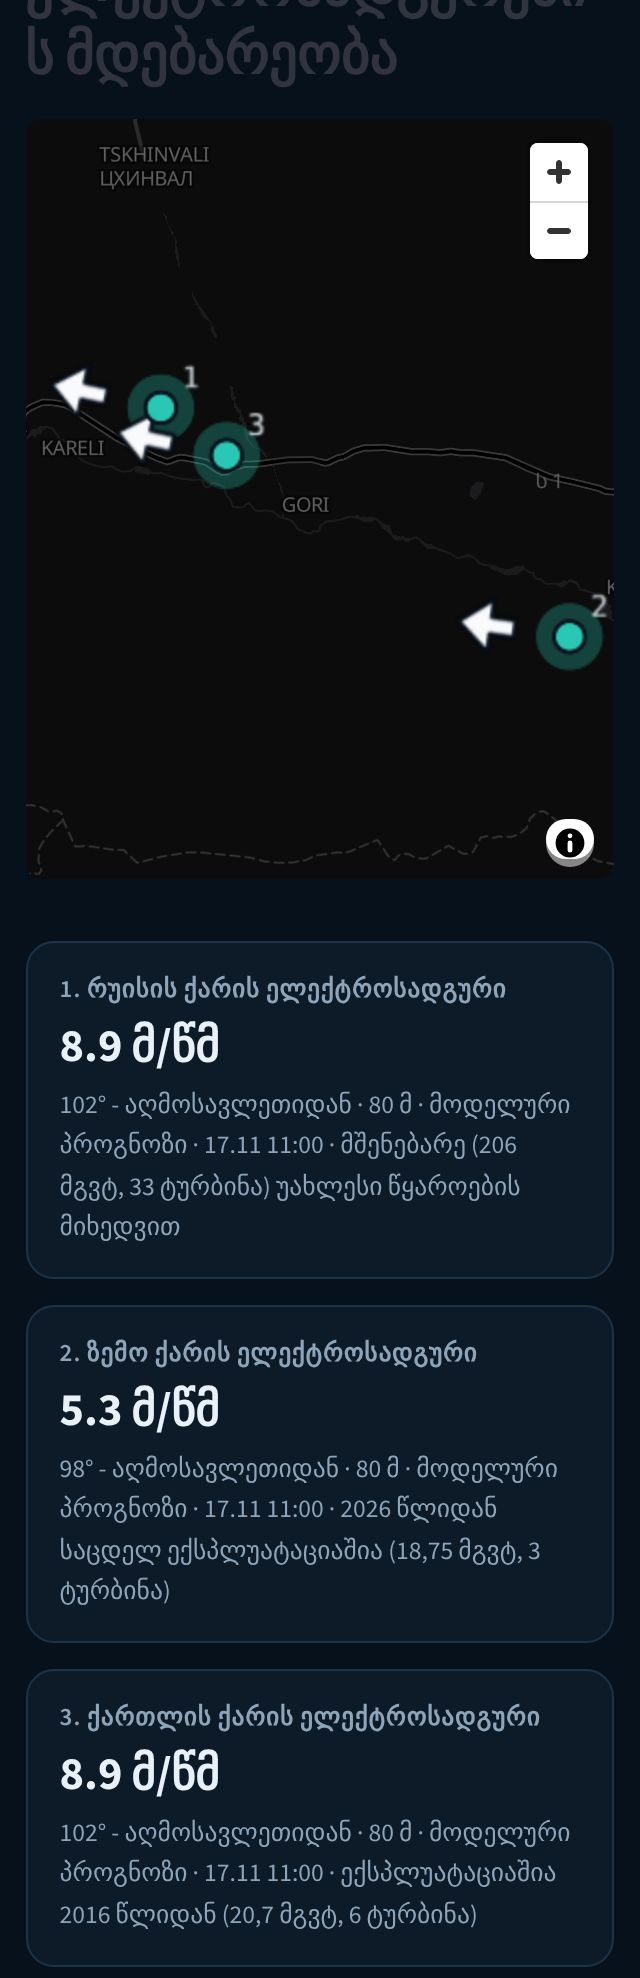 ს მდებარეობა
TSKHINVALI
ЦХИНВАЛ
1
3
KARELI
GORI
ს 1
K
2
1. რუისის ქარის ელექტროსადგური
8.9 მ/წმ
102° - აღმოსავლეთიდან · 80 მ · მოდელური
პროგნოზი · 17.11 11:00 · მშენებარე (206
მგვტ, 33 ტურბინა) უახლესი წყაროების
მიხედვით
2. ზემო ქარის ელექტროსადგური
5.3 მ/წმ
98° - აღმოსავლეთიდან · 80 მ · მოდელური
პროგნოზი · 17.11 11:00 · 2026 წლიდან
საცდელ ექსპლუატაციაშია (18,75 მგვტ, 3
ტურბინა)
3. ქართლის ქარის ელექტროსადგური
8.9 მ/წმ
102° - აღმოსავლეთიდან · 80 მ · მოდელური
პროგნოზი · 17.11 11:00 · ექსპლუატაციაშია
2016 წლიდან (20,7 მგვტ, 6 ტურბინა)